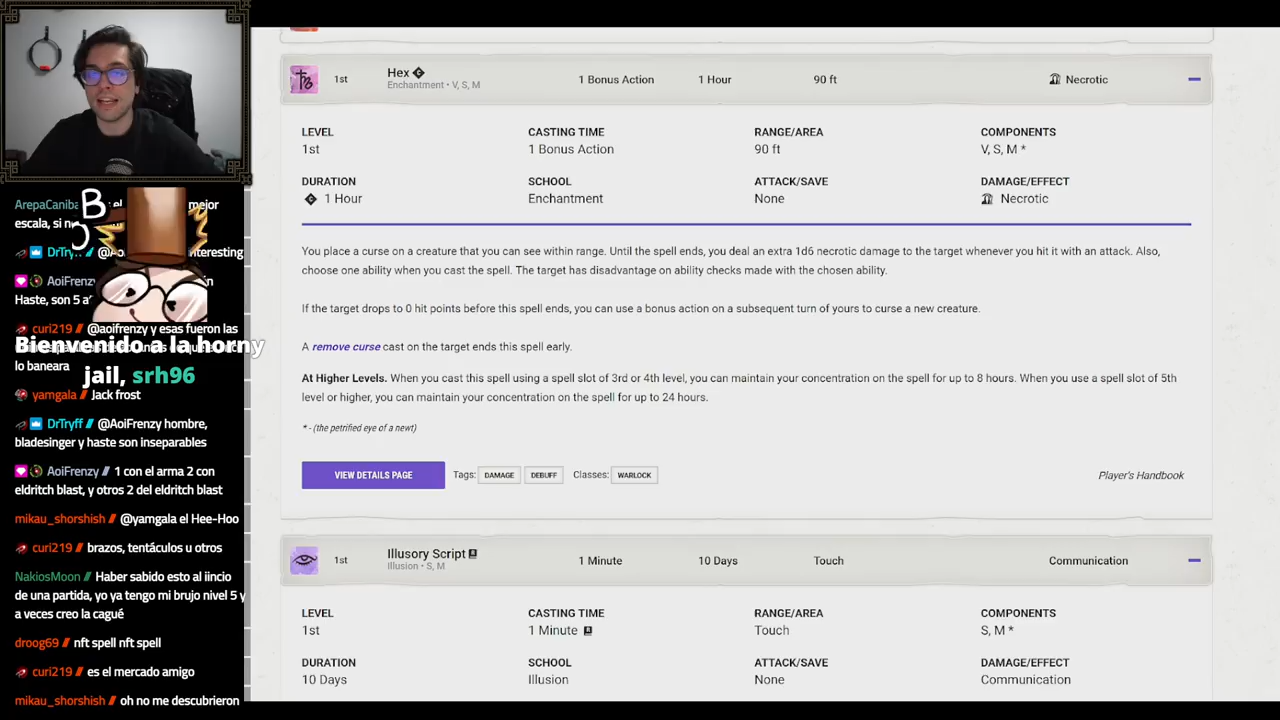 1st
Hex
Enchantment • V, S, M
1 Bonus Action
1 Hour
90 ft
Necrotic
LEVEL
1st
CASTING TIME
1 Bonus Action
RANGE/AREA
90 ft
COMPONENTS
V, S, M *
DURATION
1 Hour
SCHOOL
Enchantment
ATTACK/SAVE
None
DAMAGE/EFFECT
Necrotic
You place a curse on a creature that you can see within range. Until the spell ends, you deal an extra 1d6 necrotic damage to the target whenever you hit it with an attack. Also,
choose one ability when you cast the spell. The target has disadvantage on ability checks made with the chosen ability.
If the target drops to 0 hit points before this spell ends, you can use a bonus action on a subsequent turn of yours to curse a new creature.
A remove curse cast on the target ends this spell early.
At Higher Levels. When you cast this spell using a spell slot of 3rd or 4th level, you can maintain your concentration on the spell for up to 8 hours. When you use a spell slot of 5th
level or higher, you can maintain your concentration on the spell for up to 24 hours.
* - (the petrified eye of a newt)
VIEW DETAILS PAGE
Tags: DAMAGE DEBUFF Classes: WARLOCK
Player's Handbook
1st
Illusory Script
Illusion • S, M
1 Minute
10 Days
Touch
Communication
LEVEL
1st
CASTING TIME
1 Minute
RANGE/AREA
Touch
COMPONENTS
S, M *
DURATION
10 Days
SCHOOL
Illusion
ATTACK/SAVE
None
DAMAGE/EFFECT
Communication
B
mejor
escala, si
AoiFrenzy
Haste, son 5
curi219 // @aoifrenzy y esas fueron las
Bienvenido a la horny
jail, srh96
lo baneara
yamgala // Jack frost
DrTryff // @AoiFrenzy hombre,
bladesinger y haste son inseparables
AoiFrenzy // 1 con el arma 2 con
eldritch blast, y otros 2 del eldritch blast
mikau_shorshish // @yamgala el Hee-Hoo
curi219 // brazos, tentáculos u otros
NakiosMoon // Haber sabido esto al iincio
de una partida, yo ya tengo mi brujo nivel 5 y
a veces creo la cagué
droog69 // nft spell nft spell
curi219 // es el mercado amigo
mikau_shorshish // oh no me descubrieron